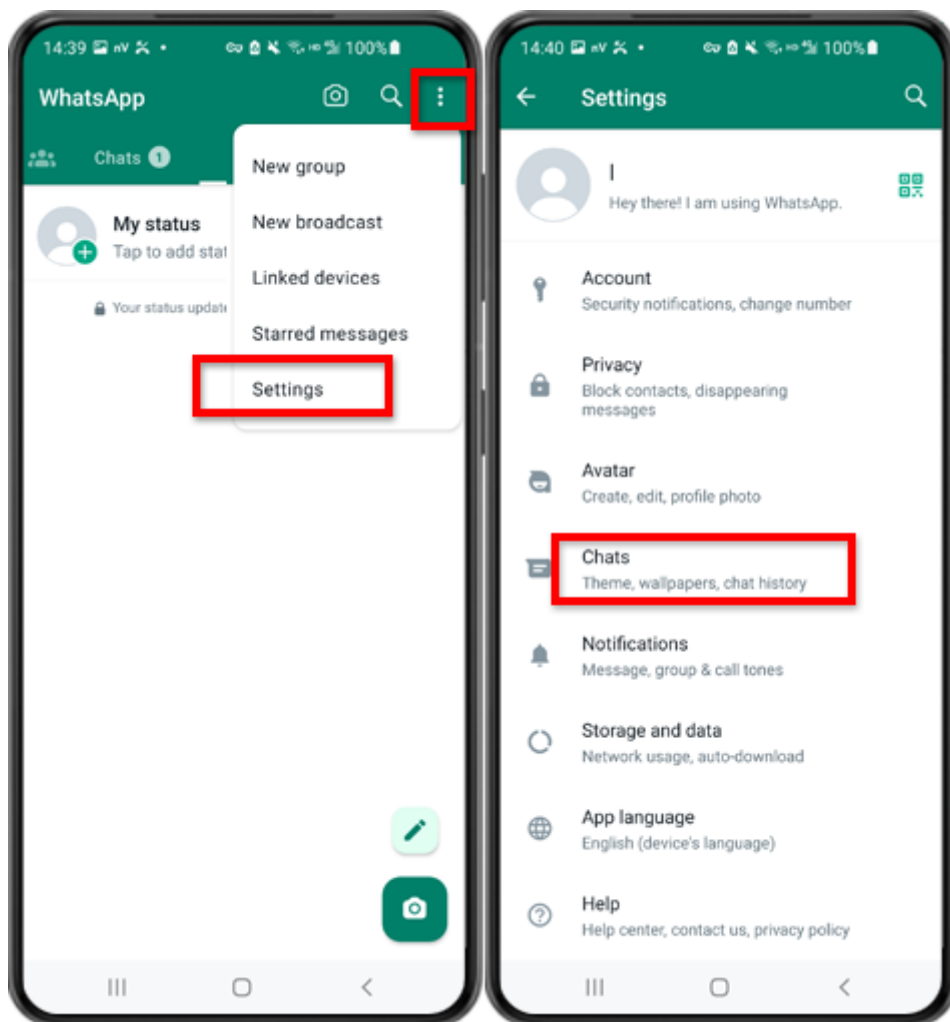 14:39 100%
WhatsApp
Chats 1
New group
New broadcast
Linked devices
Starred messages
Settings
My status
Tap to add stat
Your status updat
14:40 100%
Settings
l
Hey there! I am using WhatsApp.
Account
Security notifications, change number
Privacy
Block contacts, disappearing
messages
Avatar
Create, edit, profile photo
Chats
Theme, wallpapers, chat history
Notifications
Message, group & call tones
Storage and data
Network usage, auto-download
App language
English (device's language)
Help
Help center, contact us, privacy policy